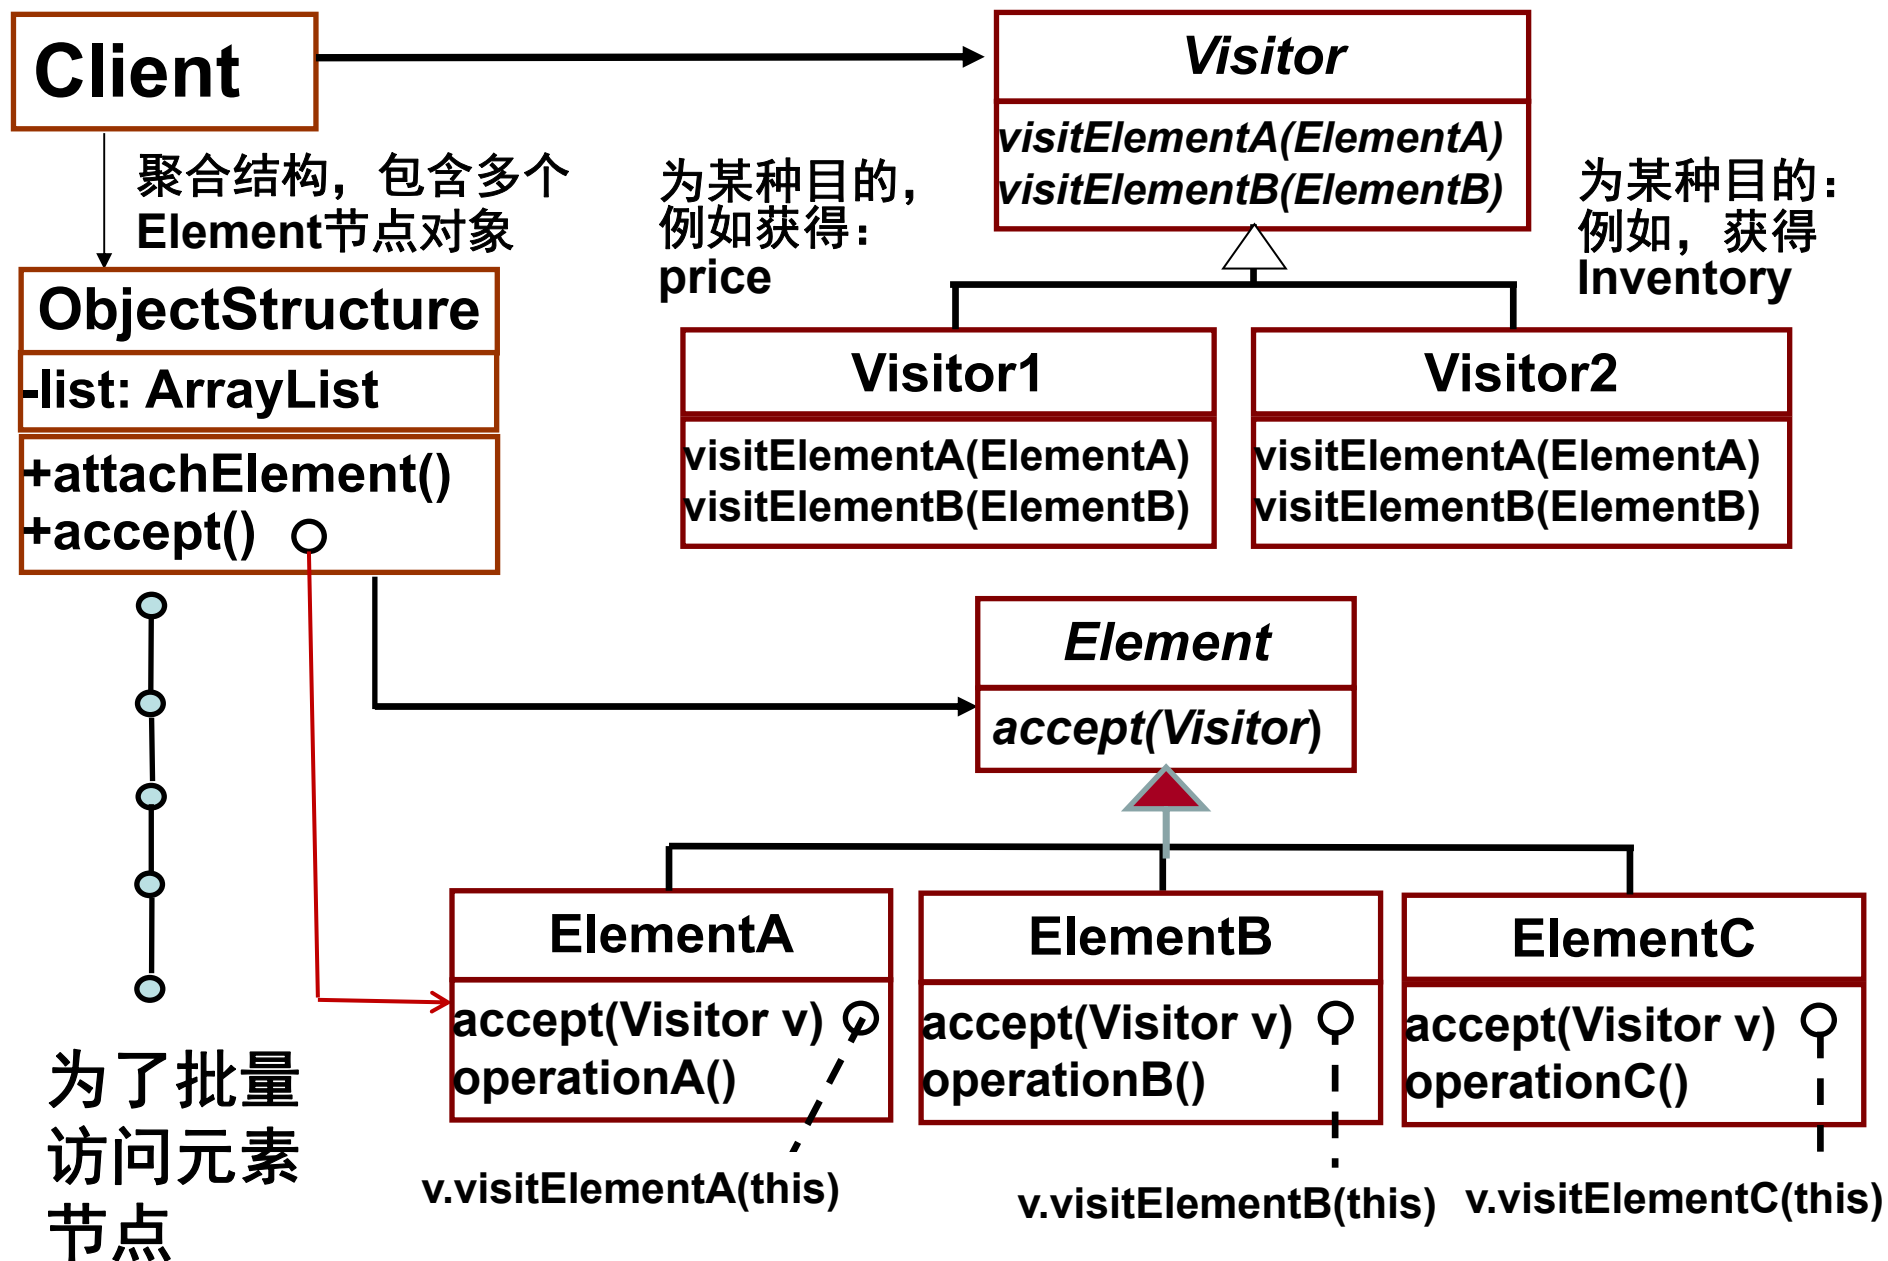 Client
聚合结构，包含多个
Element节点对象
ObjectStructure
-list: ArrayList
+attachElement()
+accept()
为了批量
访问元素
节点
Visitor
visitElementA(ElementA)
visitElementB(ElementB)
为某种目的，
例如获得：
price
为某种目的：
例如，获得
Inventory
Visitor1
visitElementA(ElementA)
visitElementB(ElementB)
Visitor2
visitElementA(ElementA)
visitElementB(ElementB)
Element
accept(Visitor)
ElementA
accept(Visitor v)
operationA()
v.visitElementA(this)
ElementB
accept(Visitor v)
operationB()
v.visitElementB(this)
ElementC
accept(Visitor v)
operationC()
v.visitElementC(this)